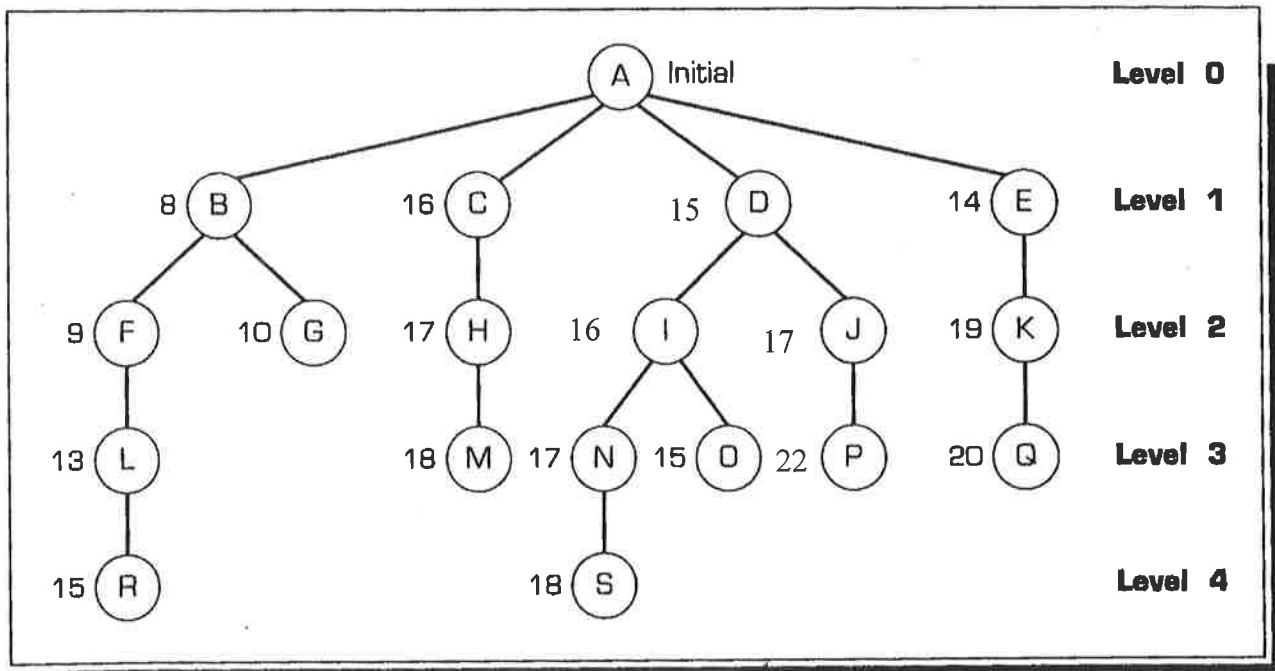 A Initial Level 0
8 B 16 C 15 D 14 E Level 1
9 F 10 G 17 H 16 I 17 J 19 K Level 2
13 L 18 M 17 N 15 O 22 P 20 Q Level 3
15 R 18 S Level 4